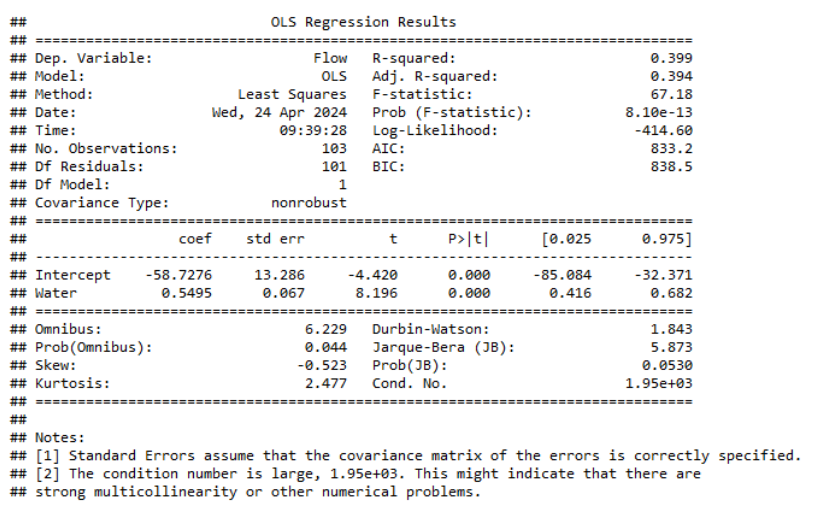 ##                             OLS Regression Results
## ==============================================================================
## Dep. Variable:                   Flow   R-squared:                       0.399
## Model:                            OLS   Adj. R-squared:                  0.394
## Method:                 Least Squares   F-statistic:                     67.18
## Date:                Wed, 24 Apr 2024   Prob (F-statistic):           8.10e-13
## Time:                        09:39:28   Log-Likelihood:                -414.60
## No. Observations:                 103   AIC:                             833.2
## Df Residuals:                     101   BIC:                             838.5
## Df Model:                           1
## Covariance Type:            nonrobust
## ==============================================================================
##                  coef    std err          t      P>|t|      [0.025      0.975]
## ------------------------------------------------------------------------------
## Intercept    -58.7276     13.286     -4.420      0.000     -85.084     -32.371
## Water          0.5495      0.067      8.196      0.000       0.416       0.682
## ==============================================================================
## Omnibus:                        6.229   Durbin-Watson:                   1.843
## Prob(Omnibus):                  0.044   Jarque-Bera (JB):                5.873
## Skew:                          -0.523   Prob(JB):                       0.0530
## Kurtosis:                       2.477   Cond. No.                     1.95e+03
## ==============================================================================
##
## Notes:
## [1] Standard Errors assume that the covariance matrix of the errors is correctly specified.
## [2] The condition number is large, 1.95e+03. This might indicate that there are
## strong multicollinearity or other numerical problems.